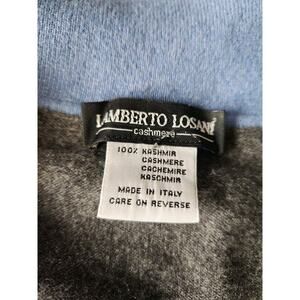 LAMBERTO LOSANI
cashmere
100% KASHMIR
CASHMERE
CACHEMIRE
KASCHMIR
MADE IN ITALY
CARE ON REVERSE